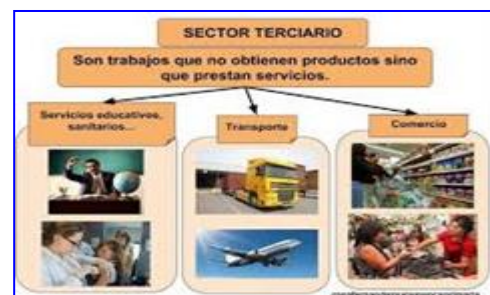 SECTOR TERCIARIO
Son trabajos que no obtienen productos sino
que prestan servicios.
Servicios educativos,
sanitarios...
Transporte
Comercio